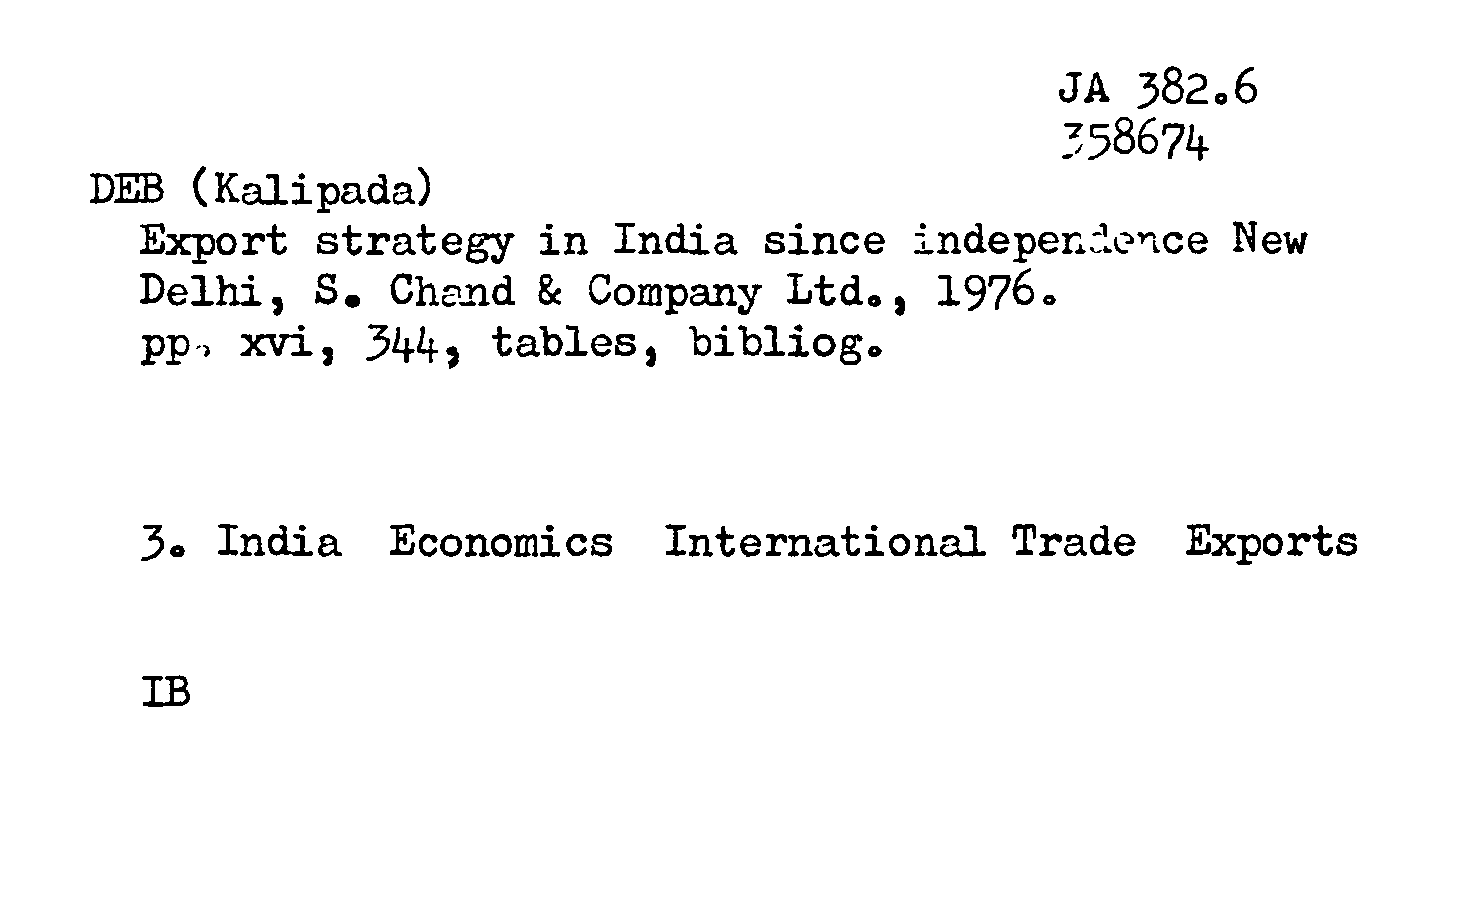 JA 382.6
358674
DEB (Kalipada)
Export strategy in India since independence New
Delhi, S. Chand & Company Ltd., 1976.
pp. xvi, 344, tables, bibliog.
3. India Economics International Trade Exports
IB